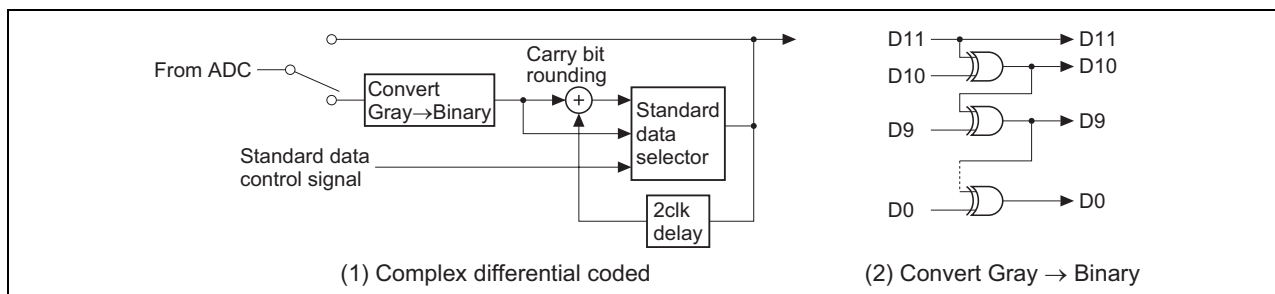 From ADC
Convert
Gray→Binary
Carry bit
rounding
+
Standard
data
selector
Standard data
control signal
2clk
delay
(1) Complex differential coded
D11
D11
D10
D10
D9
D9
D0
D0
(2) Convert Gray → Binary